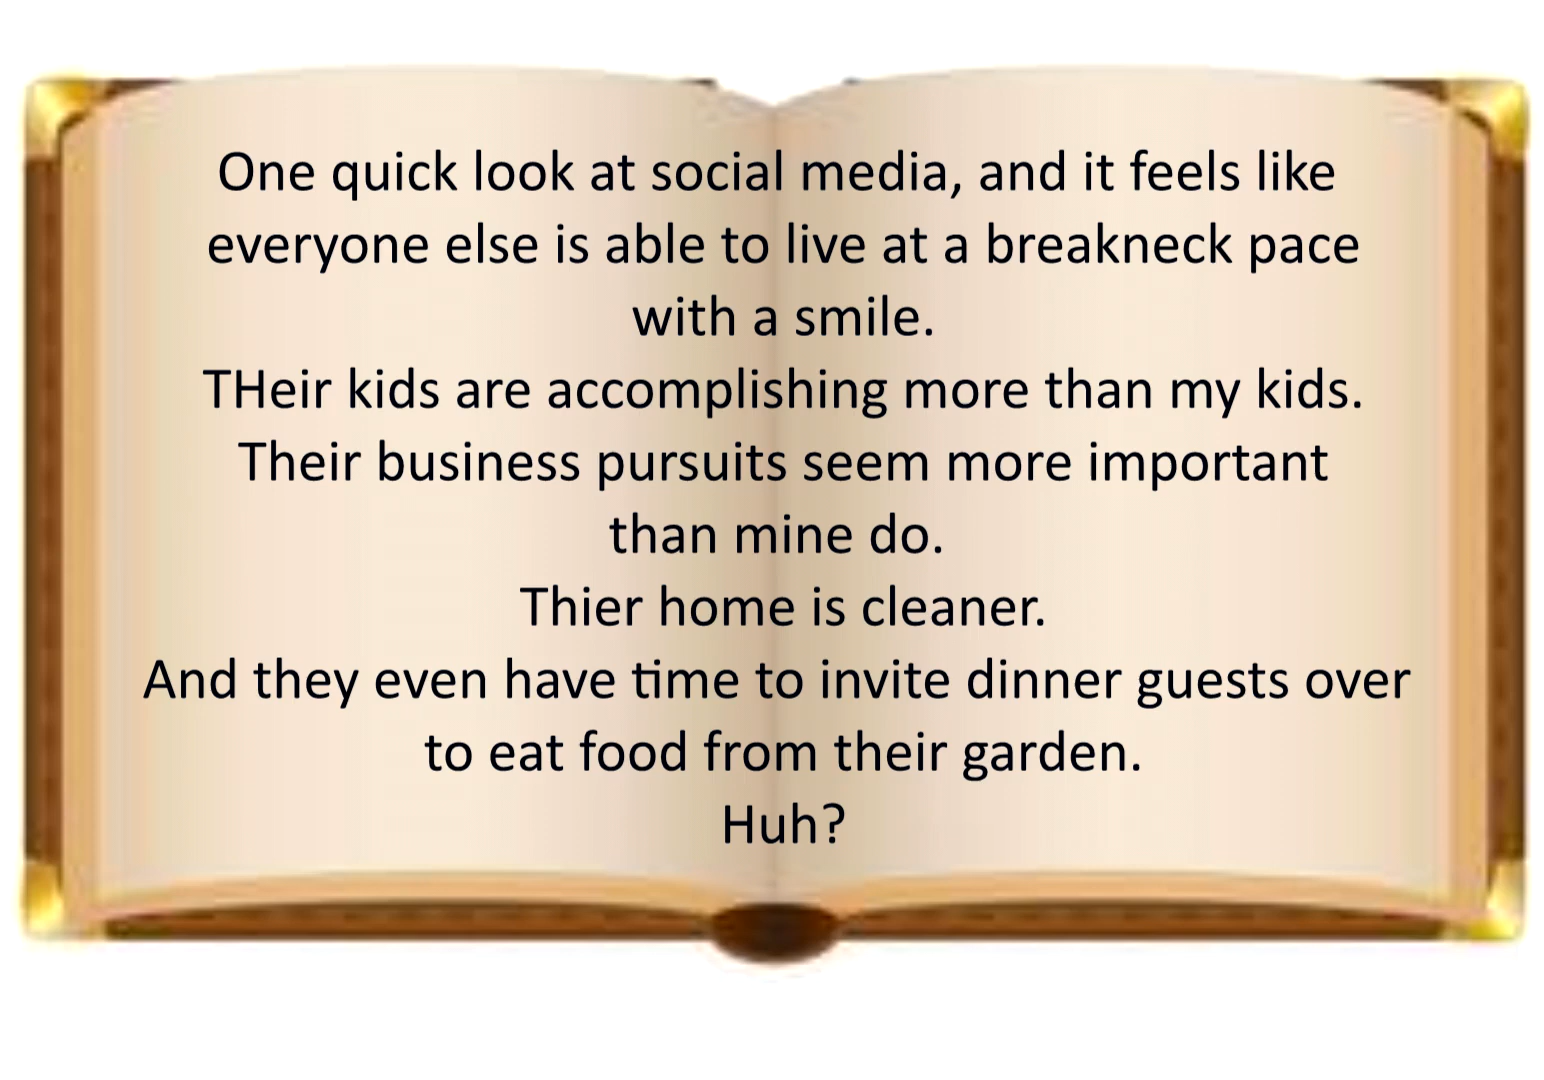 One quick look at social media, and it feels like
everyone else is able to live at a breakneck pace
with a smile.
THeir kids are accomplishing more than my kids.
Their business pursuits seem more important
than mine do.
Thier home is cleaner.
And they even have time to invite dinner guests over
to eat food from their garden.
Huh?